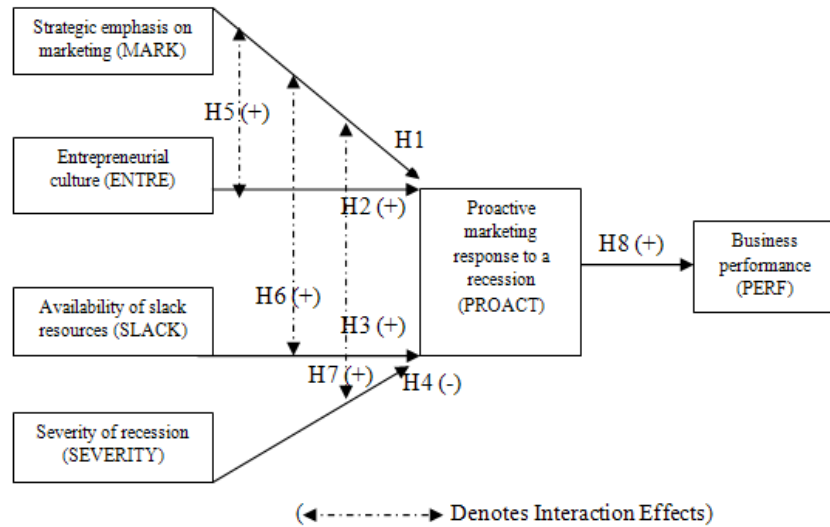 Strategic emphasis on
marketing (MARK)
H5 (+)
H1
Entrepreneurial
culture (ENTRE)
H2 (+)
Proactive
marketing
response to a
recession
(PROACT)
H8 (+)
Business
performance
(PERF)
Availability of slack
resources (SLACK)
H6 (+)
H3 (+)
H7 (+)
H4 (-)
Severity of recession
(SEVERITY)
( Denotes Interaction Effects)